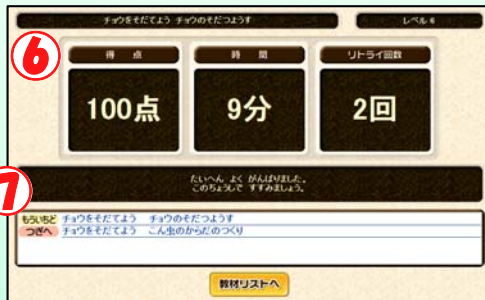 チョウをそだてよう チョウのそだつようす
レベル 6
6
得 点
時 間
リトライ回数
100点
9分
2回
7
たいへん よく がんばりました。
このちょうしで すすみましょう。
もういちど チョウをそだてよう チョウのそだつようす
つぎへ チョウをそだてよう こん虫のからだのつくり
教材リストへ